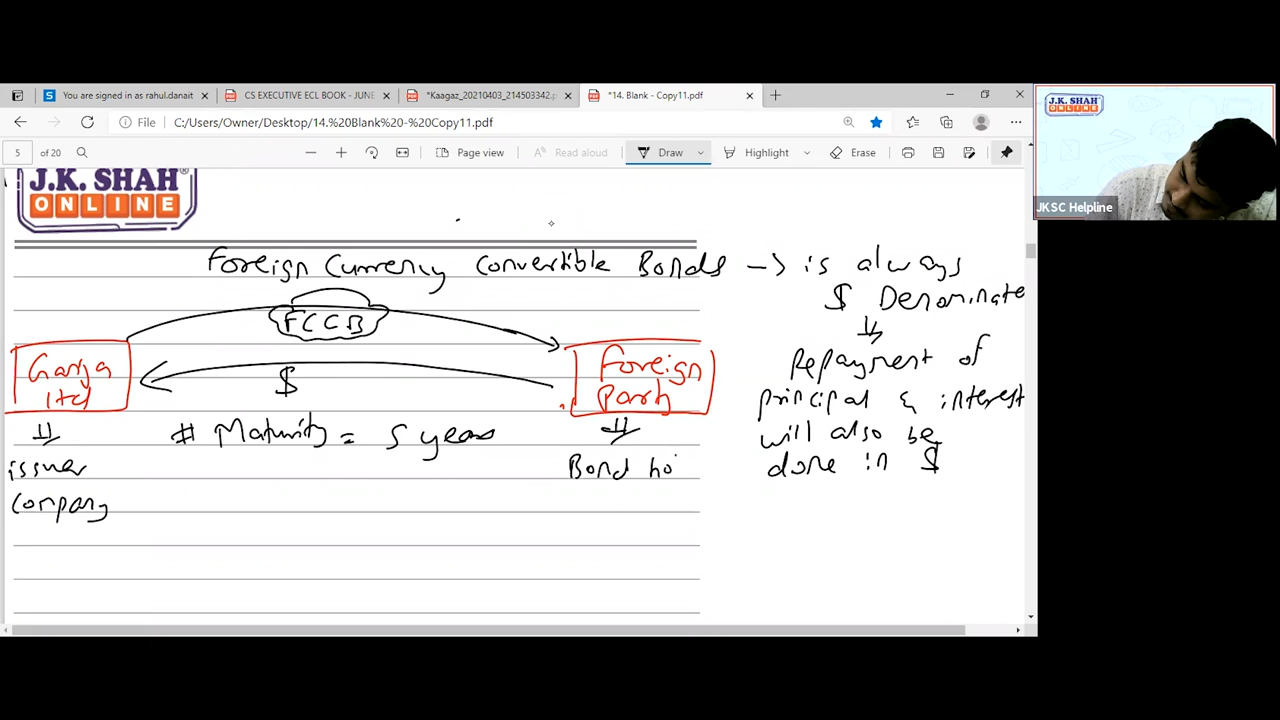 You are signed in as rahul.danait
CS EXECUTIVE ECL BOOK - JUNE
*Kaagaz_20210403_214503342.p
*14. Blank - Copy11.pdf
File
C:/Users/Owner/Desktop/14.%20Blank%20-%20Copy11.pdf
5 of 20
Page view
Read aloud
Draw
Highlight
Erase
J.K. SHAH
ONLINE
J.K. SHAH®
ONLINE
JKSC Helpline
Foreign Currency Convertible Bonds -> is always
$ Denominate
FCCB
Repayment of
principal & interest
will also be
done in $
Ganga
ltd
$
Foreign
Party
# Maturity = 5 years
issuer
Company
Bond ho